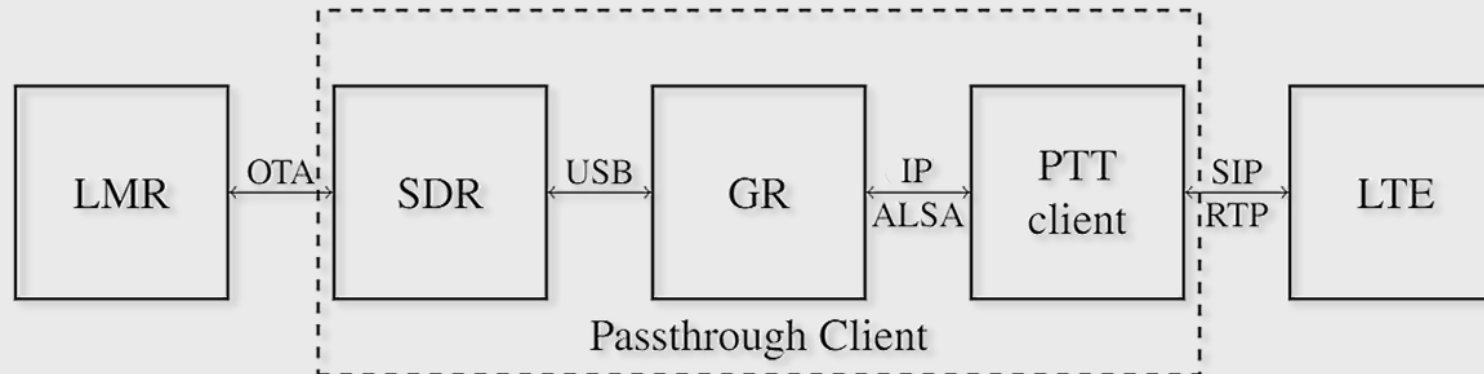 LMR
OTA
SDR
USB
GR
IP
ALSA
PTT
client
SIP
RTP
LTE
Passthrough Client